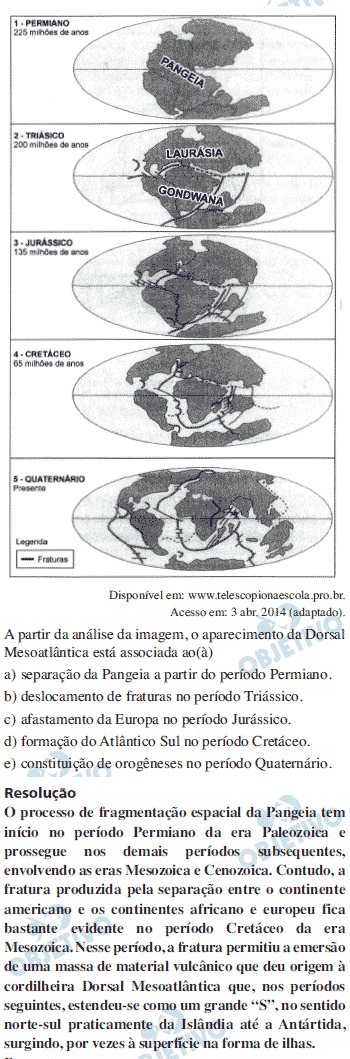 1 - PERMIANO
225 milhões de anos
PANGEIA
2 - TRIÁSICO
200 milhões de anos
LAURÁSIA
GONDWANA
3 - JURÁSSICO
135 milhões de anos
4 - CRETÁCEO
65 milhões de anos
5 - QUATERNÁRIO
Presente
Legenda
Fraturas
Disponível em: www.telescopionaescola.pro.br.
Acesso em: 3 abr. 2014 (adaptado).
A partir da análise da imagem, o aparecimento da Dorsal
Mesoatlântica está associada ao(à)
a) separação da Pangeia a partir do período Permiano.
b) deslocamento de fraturas no período Triássico.
c) afastamento da Europa no período Jurássico.
d) formação do Atlântico Sul no período Cretáceo.
e) constituição de orogêneses no período Quaternário.
Resolução
O processo de fragmentação espacial da Pangeia tem
início no período Permiano da era Paleozoica e
prossegue nos demais períodos subsequentes,
envolvendo as eras Mesozoica e Cenozoica. Contudo, a
fratura produzida pela separação entre o continente
americano e os continentes africano e europeu fica
bastante evidente no período Cretáceo da era
Mesozoica. Nesse período, a fratura permitiu a emersão
de uma massa de material vulcânico que deu origem à
cordilheira Dorsal Mesoatlântica que, nos períodos
seguintes, estendeu-se como um grande “S”, no sentido
norte-sul praticamente da Islândia até a Antártida,
surgindo, por vezes à superfície na forma de ilhas.
OBJETIVO